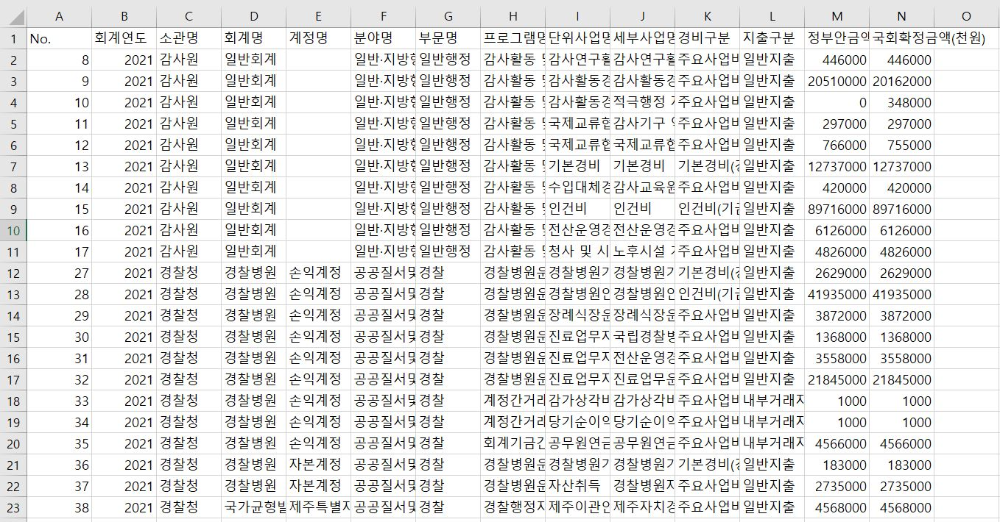 A B C D E F G H I J K L M N O
1 No. 회계연도 소관명 회계명 계정명 분야명 부문명 프로그램명 단위사업명 세부사업명 경비구분 지출구분 정부안금액 국회확정금액(천원)
2 8 2021 감사원 일반회계 일반·지방행 일반행정 감사활동 및 감사연구활 감사연구활 주요사업비 일반지출 446000 446000
3 9 2021 감사원 일반회계 일반·지방행 일반행정 감사활동 및 감사활동경 감사활동경 주요사업비 일반지출 20510000 20162000
4 10 2021 감사원 일반회계 일반·지방행 일반행정 감사활동 및 감사활동경 적극행정 주요사업비 일반지출 0 348000
5 11 2021 감사원 일반회계 일반·지방행 일반행정 감사활동 및 국제교류협 감사기구 주요사업비 일반지출 297000 297000
6 12 2021 감사원 일반회계 일반·지방행 일반행정 감사활동 및 국제교류협 국제교류협 주요사업비 일반지출 766000 755000
7 13 2021 감사원 일반회계 일반·지방행 일반행정 감사활동 및 기본경비 기본경비 기본경비( 일반지출 12737000 12737000
8 14 2021 감사원 일반회계 일반·지방행 일반행정 감사활동 및 수입대체경 감사교육원 주요사업비 일반지출 420000 420000
9 15 2021 감사원 일반회계 일반·지방행 일반행정 감사활동 및 인건비 인건비 인건비(기금 일반지출 89716000 89716000
10 16 2021 감사원 일반회계 일반·지방행 일반행정 감사활동 및 전산운영경 전산운영경 주요사업비 일반지출 6126000 6126000
11 17 2021 감사원 일반회계 일반·지방행 일반행정 감사활동 및 청사 및 시 노후시설 주요사업비 일반지출 4826000 4826000
12 27 2021 경찰청 경찰병원 손익계정 공공질서및 경찰 경찰병원운 경찰병원기 경찰병원기 기본경비( 일반지출 2629000 2629000
13 28 2021 경찰청 경찰병원 손익계정 공공질서및 경찰 경찰병원운 경찰병원인 경찰병원인 인건비(기금 일반지출 41935000 41935000
14 29 2021 경찰청 경찰병원 손익계정 공공질서및 경찰 경찰병원운 장례식장운 장례식장운 주요사업비 일반지출 3872000 3872000
15 30 2021 경찰청 경찰병원 손익계정 공공질서및 경찰 경찰병원운 진료업무지 국립경찰병 주요사업비 일반지출 1368000 1368000
16 31 2021 경찰청 경찰병원 손익계정 공공질서및 경찰 경찰병원운 진료업무지 전산운영경 주요사업비 일반지출 3558000 3558000
17 32 2021 경찰청 경찰병원 손익계정 공공질서및 경찰 경찰병원운 진료업무지 진료업무운 주요사업비 일반지출 21845000 21845000
18 33 2021 경찰청 경찰병원 손익계정 공공질서및 경찰 계정간거래 감가상각비 감가상각비 주요사업비 내부거래지 1000 1000
19 34 2021 경찰청 경찰병원 손익계정 공공질서및 경찰 계정간거래 당기순이익 당기순이익 주요사업비 내부거래지 1000 1000
20 35 2021 경찰청 경찰병원 손익계정 공공질서및 경찰 회계기금간 공무원연금 공무원연금 주요사업비 내부거래지 4566000 4566000
21 36 2021 경찰청 경찰병원 자본계정 공공질서및 경찰 경찰병원운 경찰병원기 경찰병원기 기본경비( 일반지출 183000 183000
22 37 2021 경찰청 경찰병원 자본계정 공공질서및 경찰 경찰병원운 자산취득 경찰병원자 주요사업비 일반지출 2735000 2735000
23 38 2021 경찰청 국가균형발 제주특별자 공공질서및 경찰 경찰행정지 제주이관인 제주자치경 주요사업비 일반지출 4568000 4568000